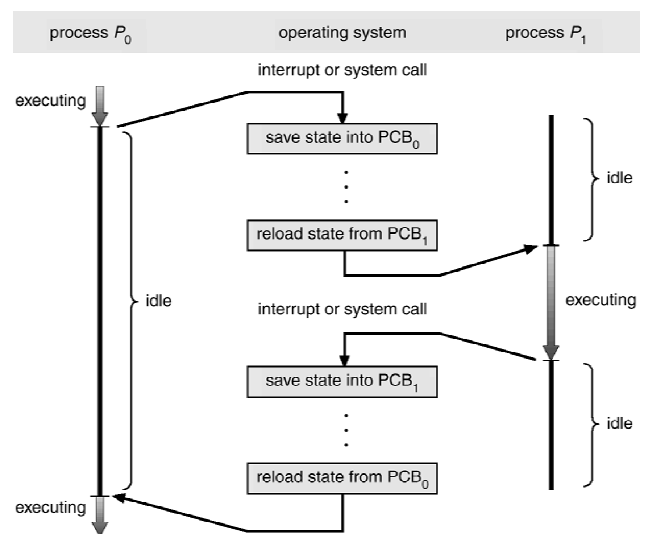 process P₀ operating system process P₁
interrupt or system call
executing
save state into PCB₀
idle
reload state from PCB₁
idle
interrupt or system call
executing
save state into PCB₁
idle
reload state from PCB₀
executing